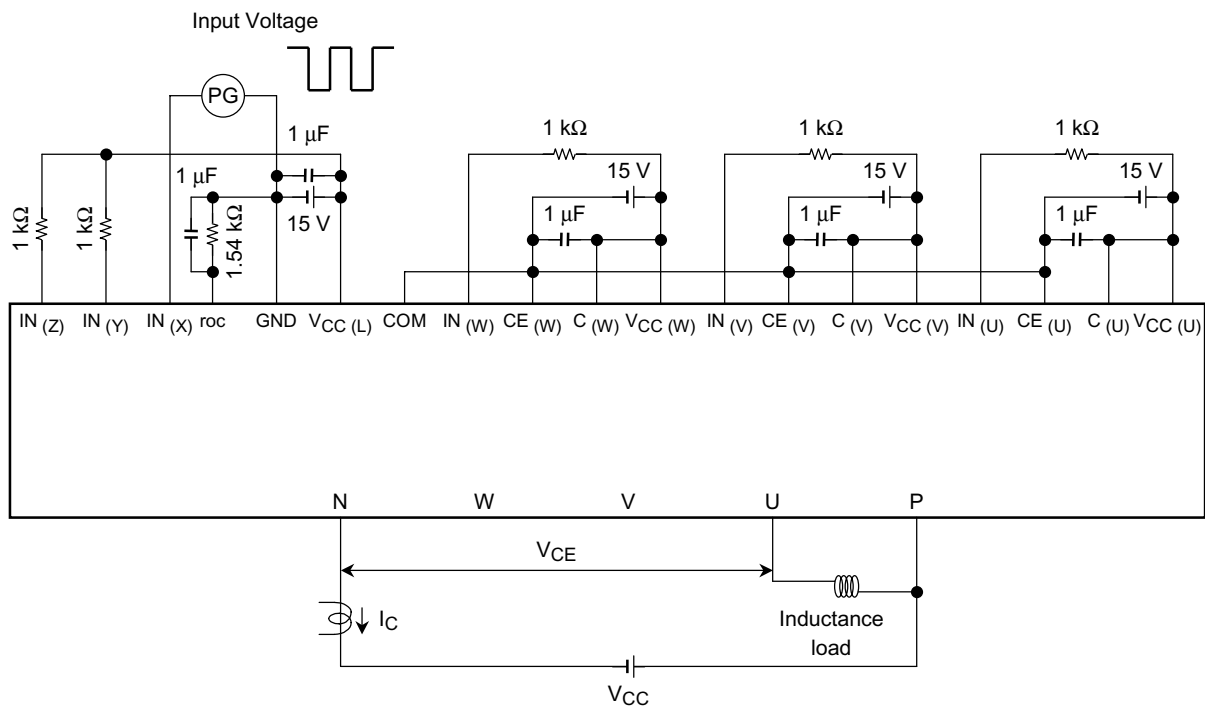 Input Voltage
PG
1 μF
1 kΩ
1 kΩ
1 kΩ
1 μF
15 V
15 V
15 V
1 kΩ
1 kΩ
1.54 kΩ
15 V
1 μF
1 μF
1 μF
IN (Z)
IN (Y)
IN (X)
roc
GND
VCC (L)
COM
IN (W)
CE (W)
C (W)
VCC (W)
IN (V)
CE (V)
C (V)
VCC (V)
IN (U)
CE (U)
C (U)
VCC (U)
N
W
V
U
P
VCE
IC
Inductance
load
VCC